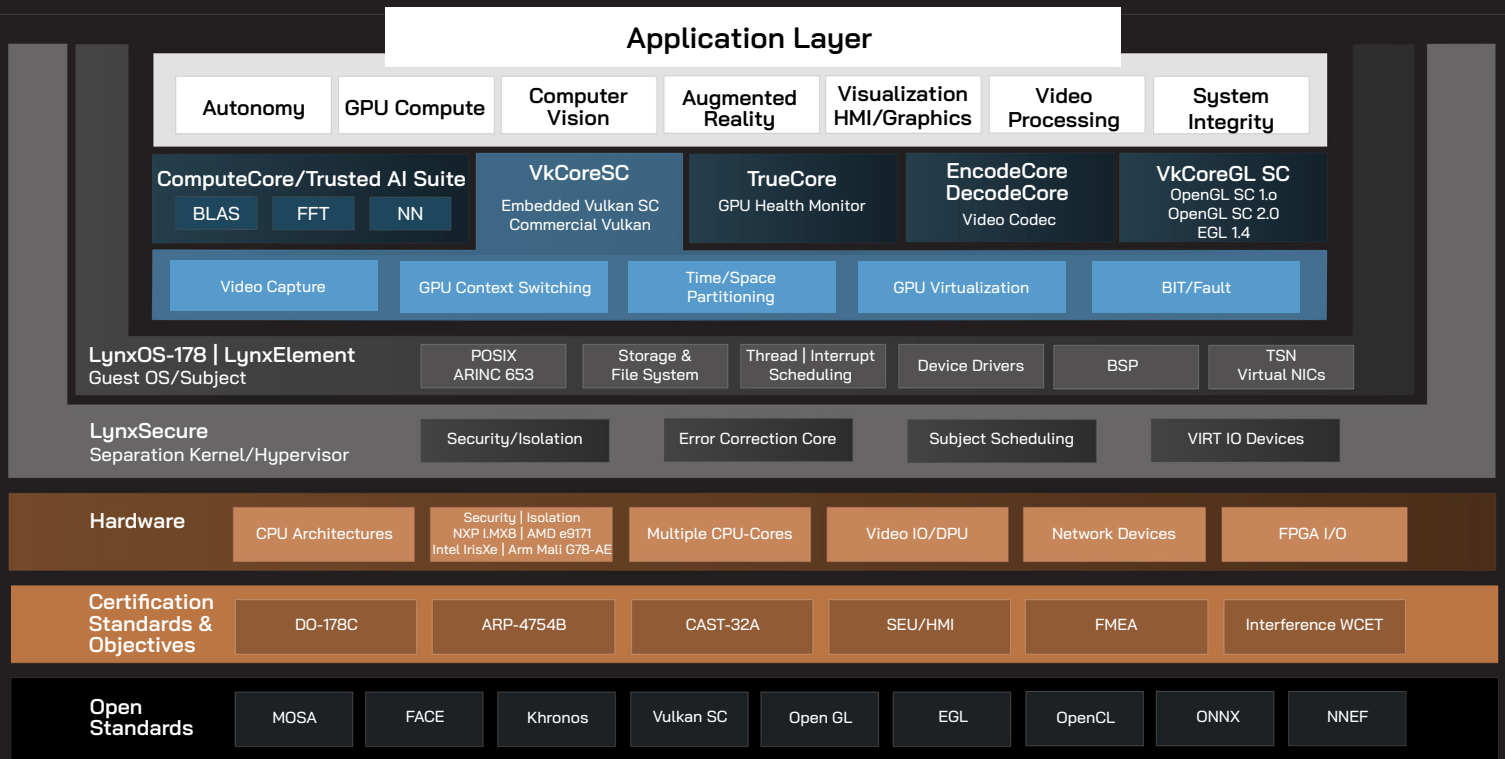 Application Layer
Autonomy
GPU Compute
Computer
Vision
Augmented
Reality
Visualization
HMI/Graphics
Video
Processing
System
Integrity
ComputeCore/Trusted AI Suite
BLAS
FFT
NN
VkCoreSC
Embedded Vulkan SC
Commercial Vulkan
TrueCore
GPU Health Monitor
EncodeCore
DecodeCore
Video Codec
VkCoreGL SC
OpenGL SC 1.o
OpenGL SC 2.0
EGL 1.4
Video Capture
GPU Context Switching
Time/Space
Partitioning
GPU Virtualization
BIT/Fault
LynxOS-178 | LynxElement
Guest OS/Subject
POSIX
ARINC 653
Storage &
File System
Thread | Interrupt
Scheduling
Device Drivers
BSP
TSN
Virtual NICs
LynxSecure
Separation Kernel/Hypervisor
Security/Isolation
Error Correction Core
Subject Scheduling
VIRT IO Devices
Hardware
CPU Architectures
Security | Isolation
NXP I.MX8 | AMD e9171
Intel IrisXe | Arm Mali G78-AE
Multiple CPU-Cores
Video IO/DPU
Network Devices
FPGA I/O
Certification
Standards &
Objectives
DO-178C
ARP-4754B
CAST-32A
SEU/HMI
FMEA
Interference WCET
Open
Standards
MOSA
FACE
Khronos
Vulkan SC
Open GL
EGL
OpenCL
ONNX
NNEF